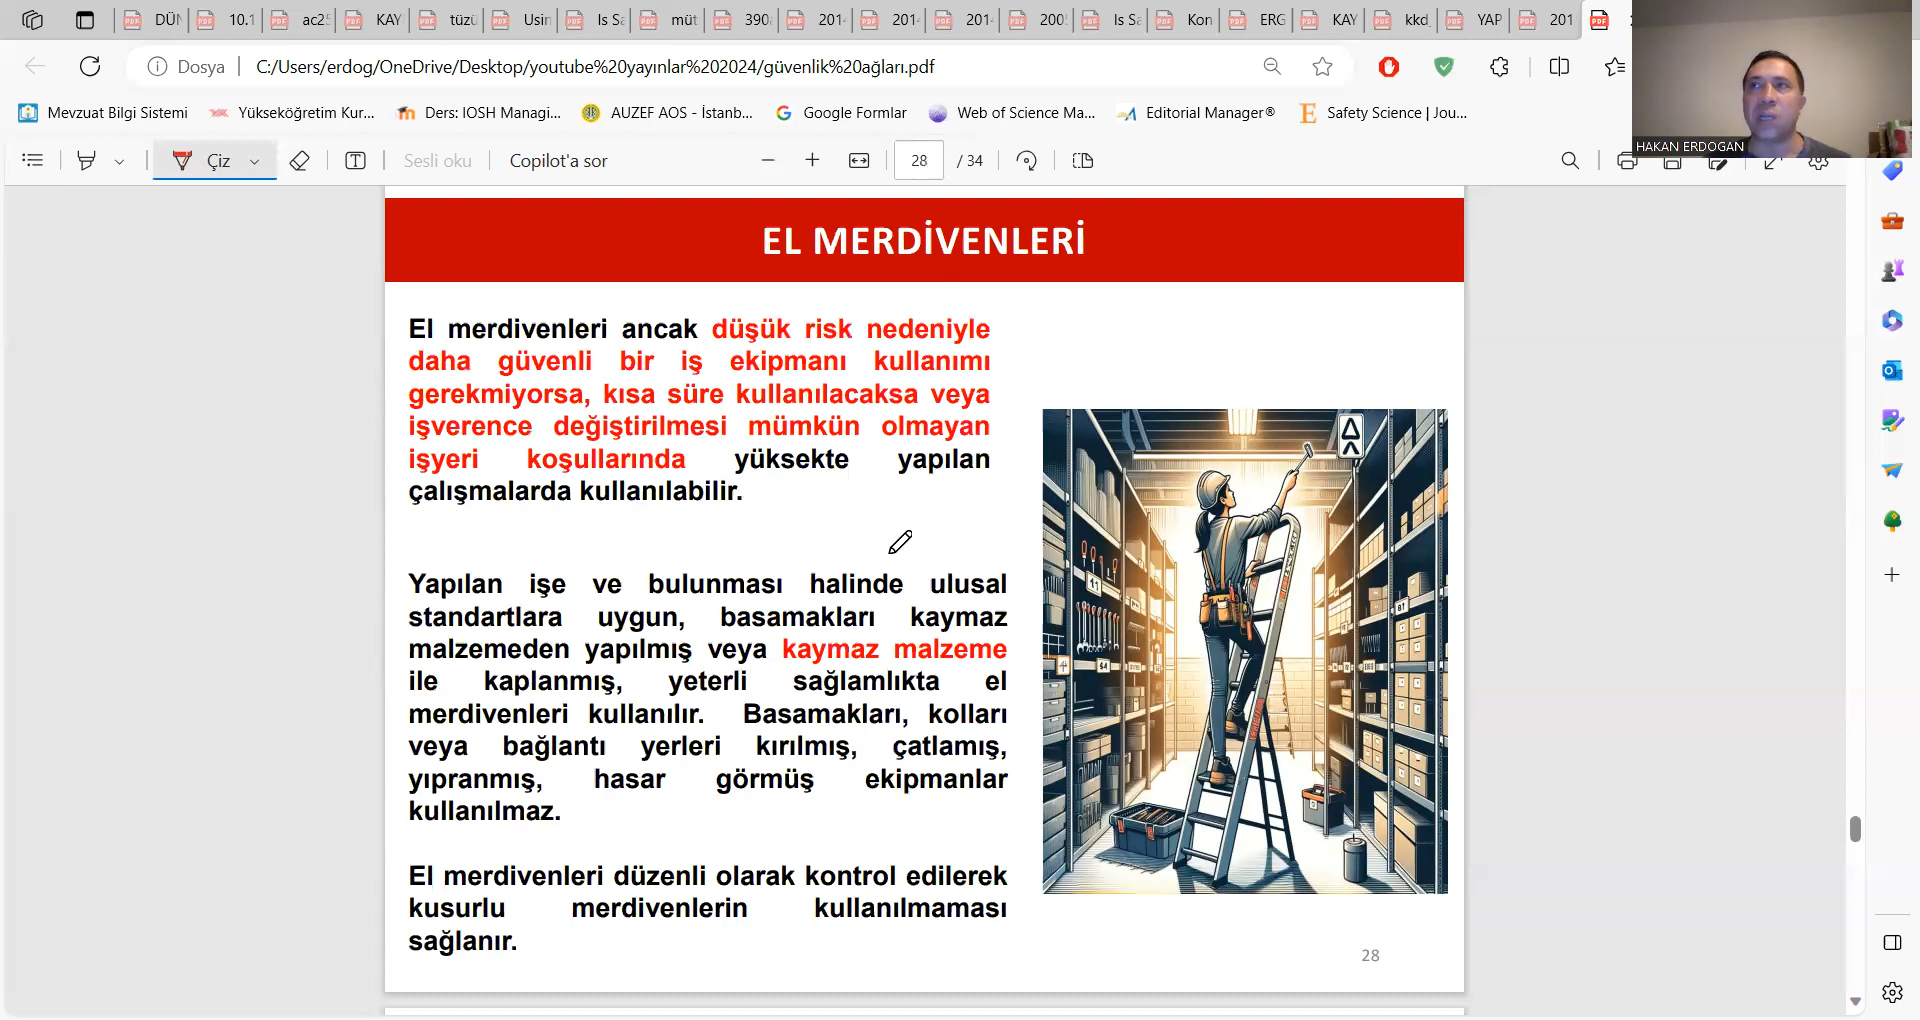 DÜN
10.1
ac25
KAY
tüzü
Usin
Is Sa
müt
390a
201
201
201
200
Is Sa
Kon
ERG
KAY
kkd_
YAP
201
Dosya
C:/Users/erdog/OneDrive/Desktop/youtube%20yayınlar%202024/güvenlik%20ağları.pdf
Mevzuat Bilgi Sistemi
Yükseköğretim Kur...
Ders: IOSH Managi...
AUZEF AOS - İstanb...
Google Formlar
Web of Science Ma...
Editorial Manager®
Safety Science | Jou...
HAKAN ERDOGAN
Çiz
Sesli oku
Copilot'a sor
28 / 34
EL MERDİVENLERİ
El merdivenleri ancak düşük risk nedeniyle
daha güvenli bir iş ekipmanı kullanımı
gerekmiyorsa, kısa süre kullanılacaksa veya
işverence değiştirilmesi mümkün olmayan
işyeri koşullarında yüksekte yapılan
çalışmalarda kullanılabilir.
Yapılan işe ve bulunması halinde ulusal
standartlara uygun, basamakları kaymaz
malzemeden yapılmış veya kaymaz malzeme
ile kaplanmış, yeterli sağlamlıkta el
merdivenleri kullanılır. Basamakları, kolları
veya bağlantı yerleri kırılmış, çatlamış,
yıpranmış, hasar görmüş ekipmanlar
kullanılmaz.
El merdivenleri düzenli olarak kontrol edilerek
kusurlu merdivenlerin kullanılmaması
sağlanır.
28